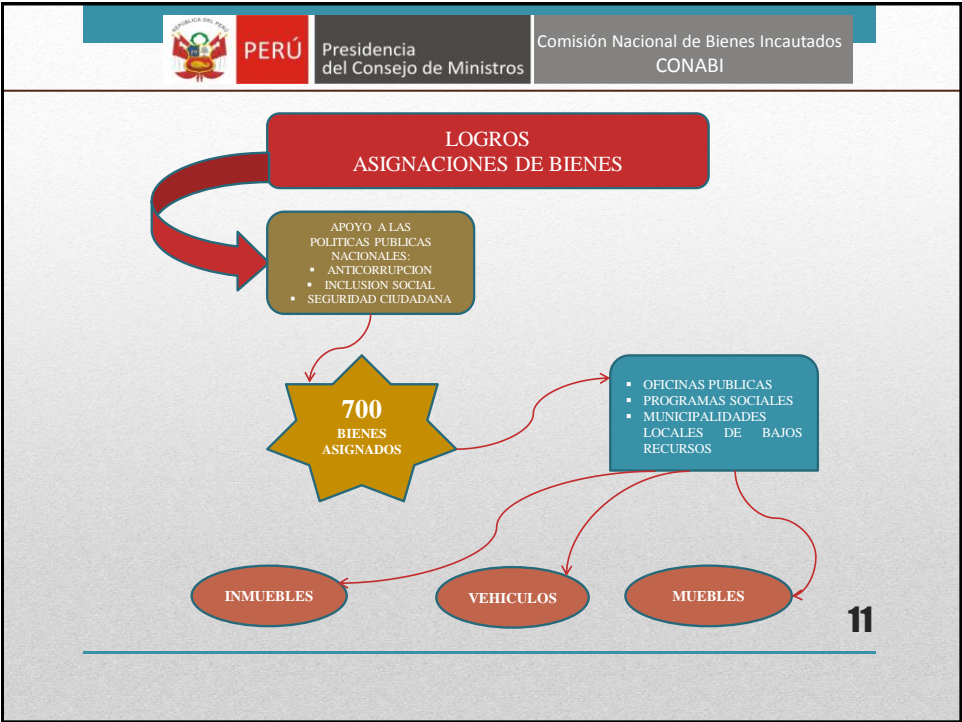 REPÚBLICA DEL PERÚ
PERÚ
Presidencia
del Consejo de Ministros
Comisión Nacional de Bienes Incautados
CONABI
LOGROS
ASIGNACIONES DE BIENES
APOYO A LAS
POLITICAS PUBLICAS
NACIONALES:
▪ ANTICORRUPCION
▪ INCLUSION SOCIAL
▪ SEGURIDAD CIUDADANA
700
BIENES
ASIGNADOS
▪ OFICINAS PUBLICAS
▪ PROGRAMAS SOCIALES
▪ MUNICIPALIDADES
LOCALES DE BAJOS
RECURSOS
INMUEBLES
VEHICULOS
MUEBLES
11